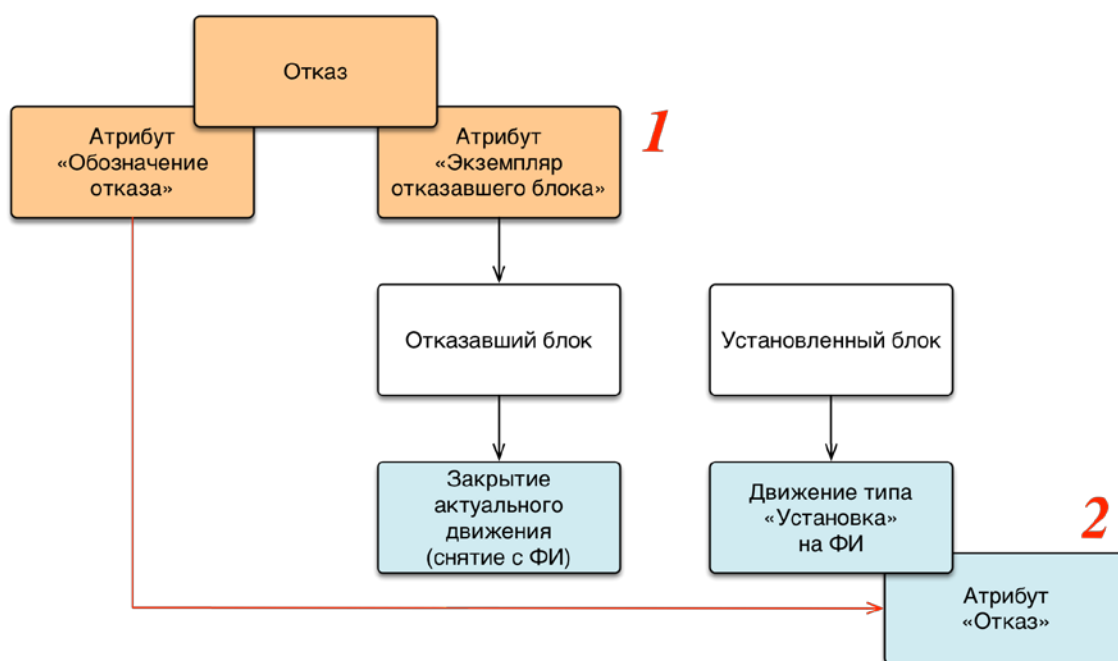 Отказ
Атрибут
«Обозначение
отказа»
Атрибут
«Экземпляр
отказавшего блока»
1
Отказавший блок
Установленный блок
Закрытие
актуального
движения
(снятие с ФИ)
Движение типа
«Установка»
на ФИ
2
Атрибут
«Отказ»